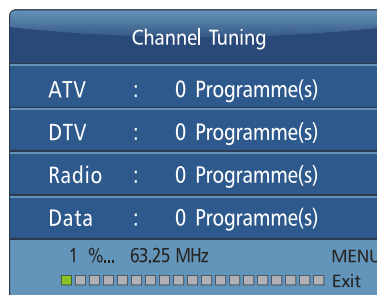 Channel Tuning
ATV : 0 Programme(s)
DTV : 0 Programme(s)
Radio : 0 Programme(s)
Data : 0 Programme(s)
1 %... 63.25 MHz MENU
Exit